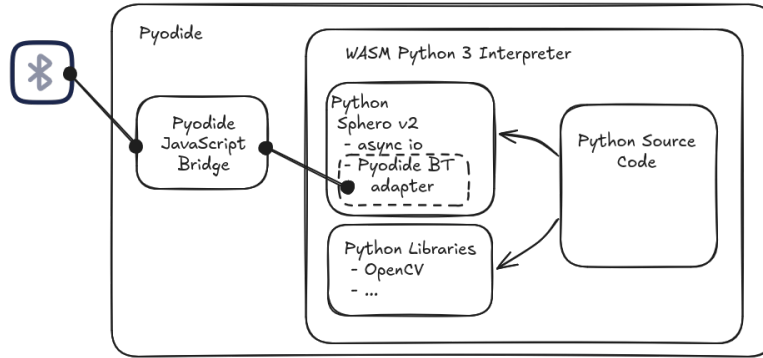 Pyodide
WASM Python 3 Interpreter
Pyodide
JavaScript
Bridge
Python
Sphero v2
- async io
- Pyodide BT
adapter
Python Source
Code
Python Libraries
- OpenCV
- ...